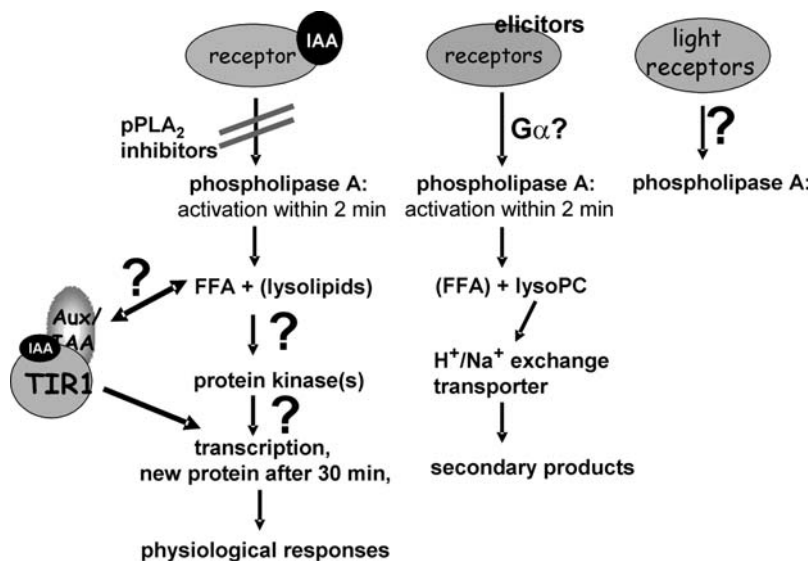 receptor
IAA
pPLA₂
inhibitors
phospholipase A:
activation within 2 min
?
FFA + (lysolipids)
Aux/
IAA
IAA
TIR1
?
protein kinase(s)
?
transcription,
new protein after 30 min,
physiological responses
elicitors
receptors
Gα?
phospholipase A:
activation within 2 min
(FFA) + lysoPC
H⁺/Na⁺ exchange
transporter
secondary products
light
receptors
?
phospholipase A: